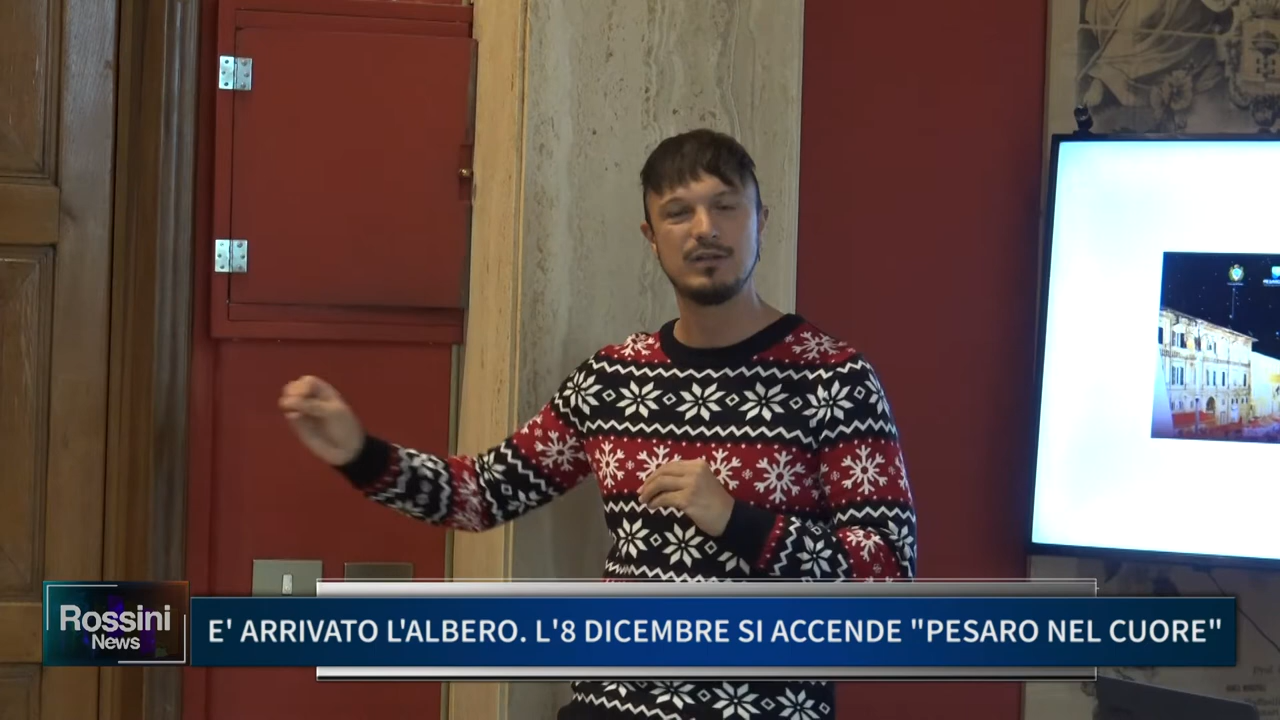 Rossini
News
E' ARRIVATO L'ALBERO. L'8 DICEMBRE SI ACCENDE "PESARO NEL CUORE"